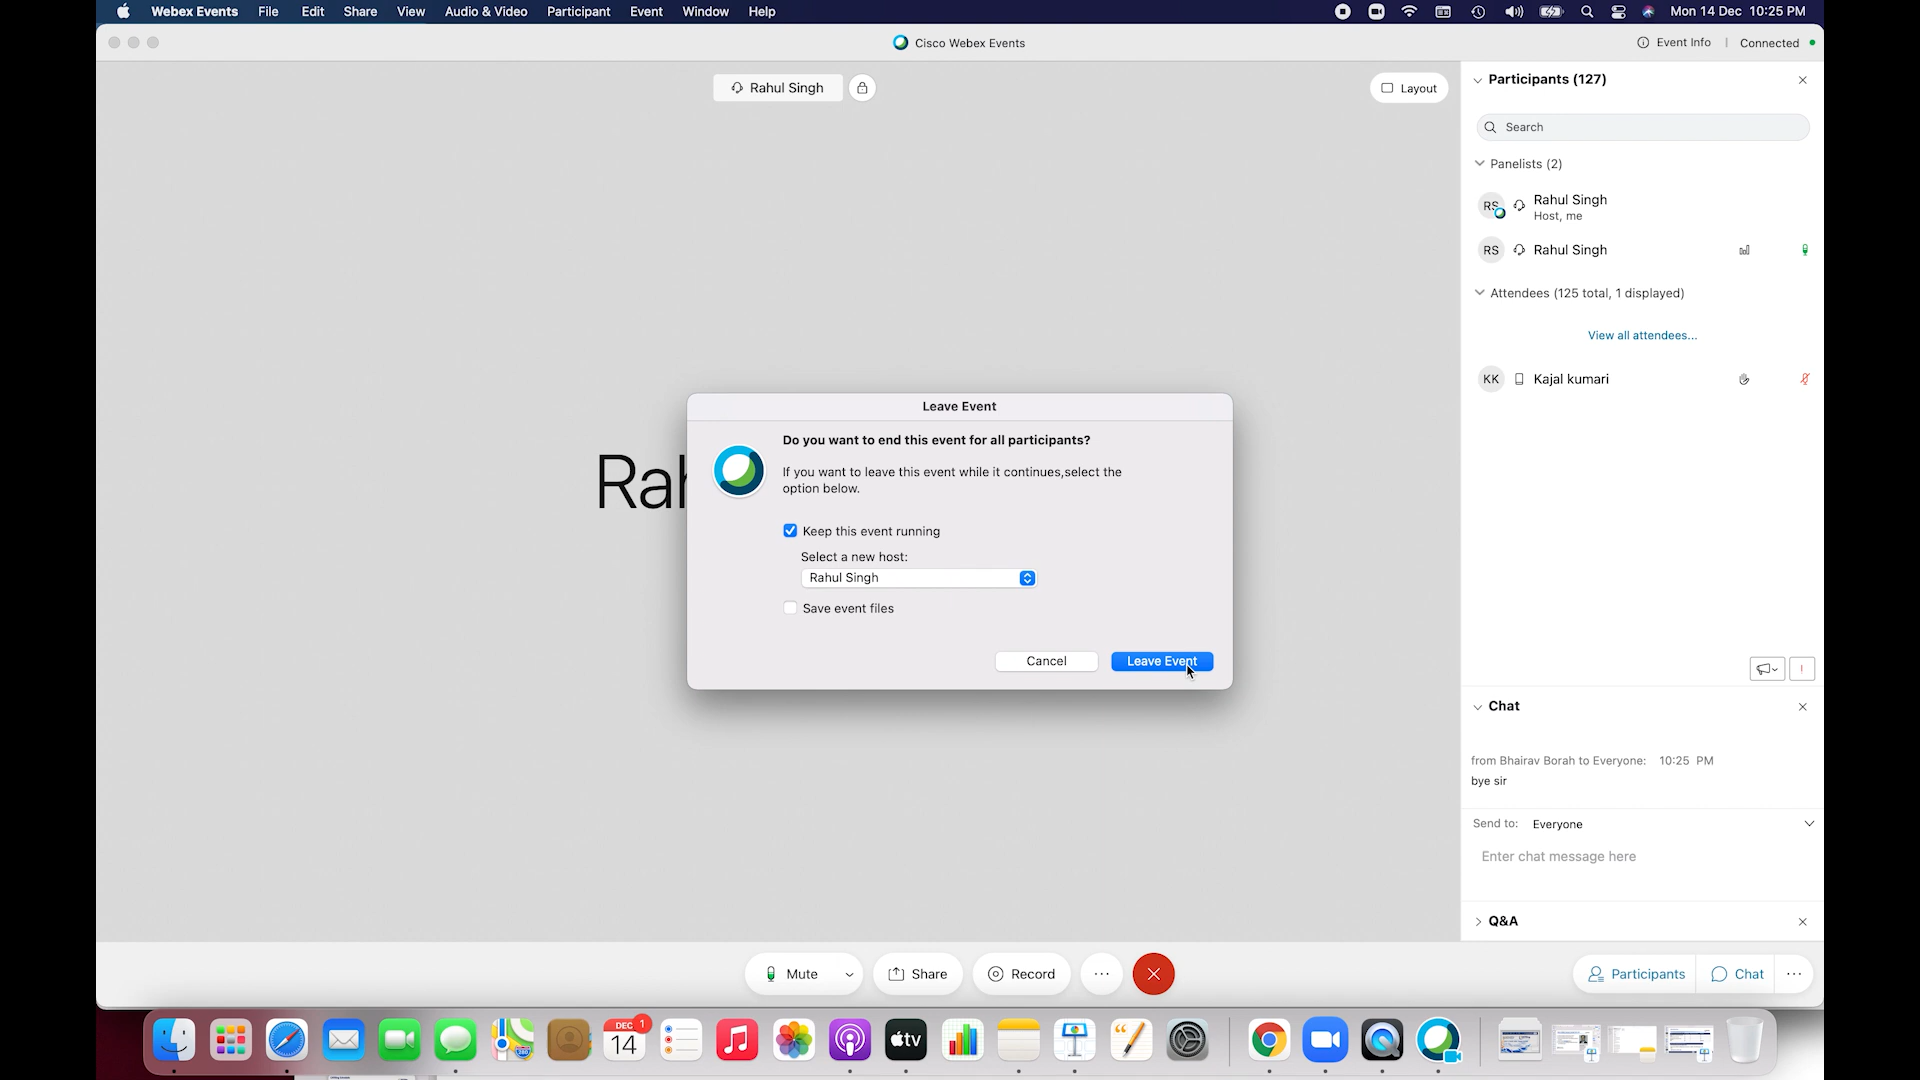 Webex Events File Edit Share View Audio & Video Participant Event Window Help Mon 14 Dec 10:25 PM
Cisco Webex Events
Event Info | Connected
Rahul Singh
Layout
Participants (127)
Search
Panelists (2)
RS Rahul Singh
Host, me
RS Rahul Singh
Attendees (125 total, 1 displayed)
View all attendees...
KK Kajal kumari
Leave Event
Do you want to end this event for all participants?
If you want to leave this event while it continues,select the
option below.
Keep this event running
Select a new host:
Rahul Singh
Save event files
Cancel Leave Event
Chat
from Bhairav Borah to Everyone: 10:25 PM
bye sir
Send to: Everyone
Enter chat message here
Q&A
Mute Share Record
Participants Chat
DEC 1
14
tv
280